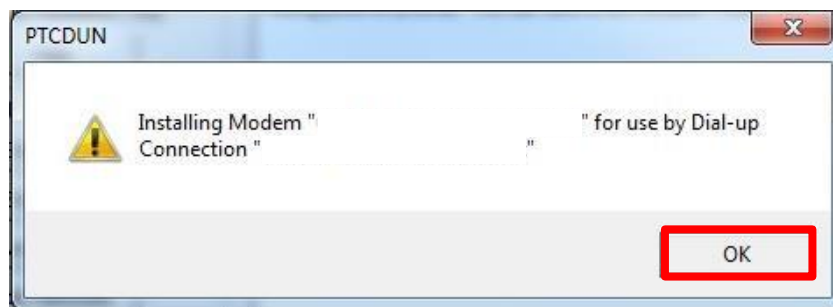 PTCDUN
Installing Modem " " for use by Dial-up
Connection " "
OK